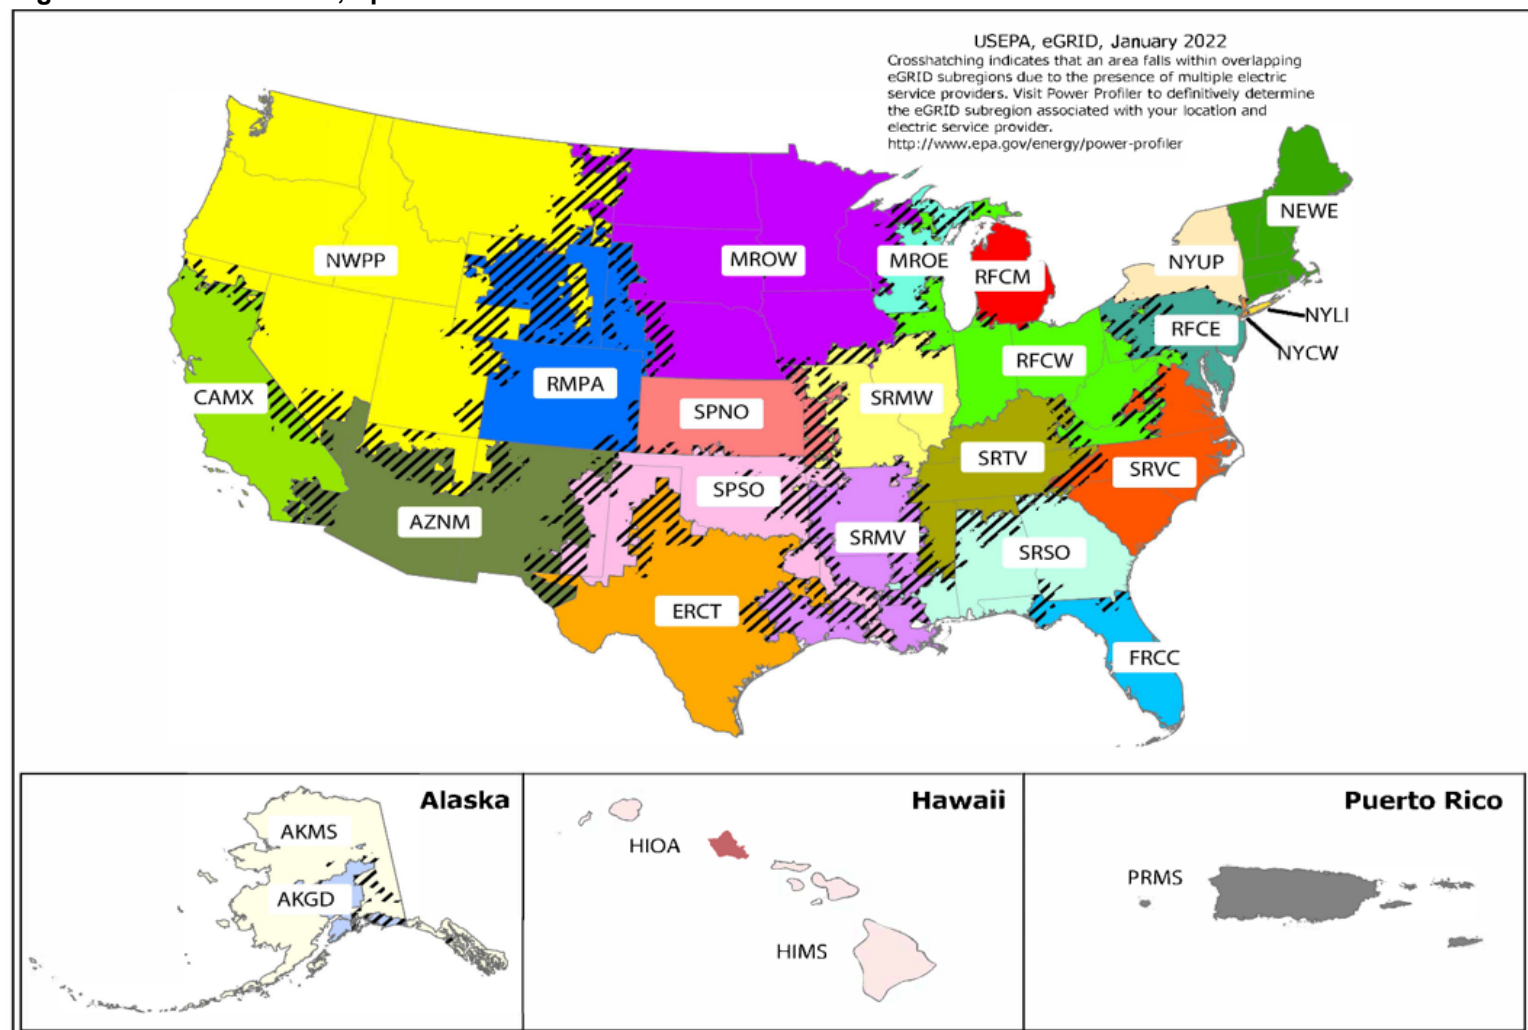 USEPA, eGRID, January 2022
Crosshatching indicates that an area falls within overlapping
eGRID subregions due to the presence of multiple electric
service providers. Visit Power Profiler to definitively determine
the eGRID subregion associated with your location and
electric service provider.
http://www.epa.gov/energy/power-profiler
NEWE
NWPP
MROW
MROE
NYUP
RFCM
NYLI
RFCE
NYCW
RFCW
RMPA
CAMX
SRMW
SPNO
SRTV
SRVC
SPSO
AZNM
SRMV
SRSO
ERCT
FRCC
Alaska
AKMS
AKGD
Hawaii
HIOA
HIMS
Puerto Rico
PRMS